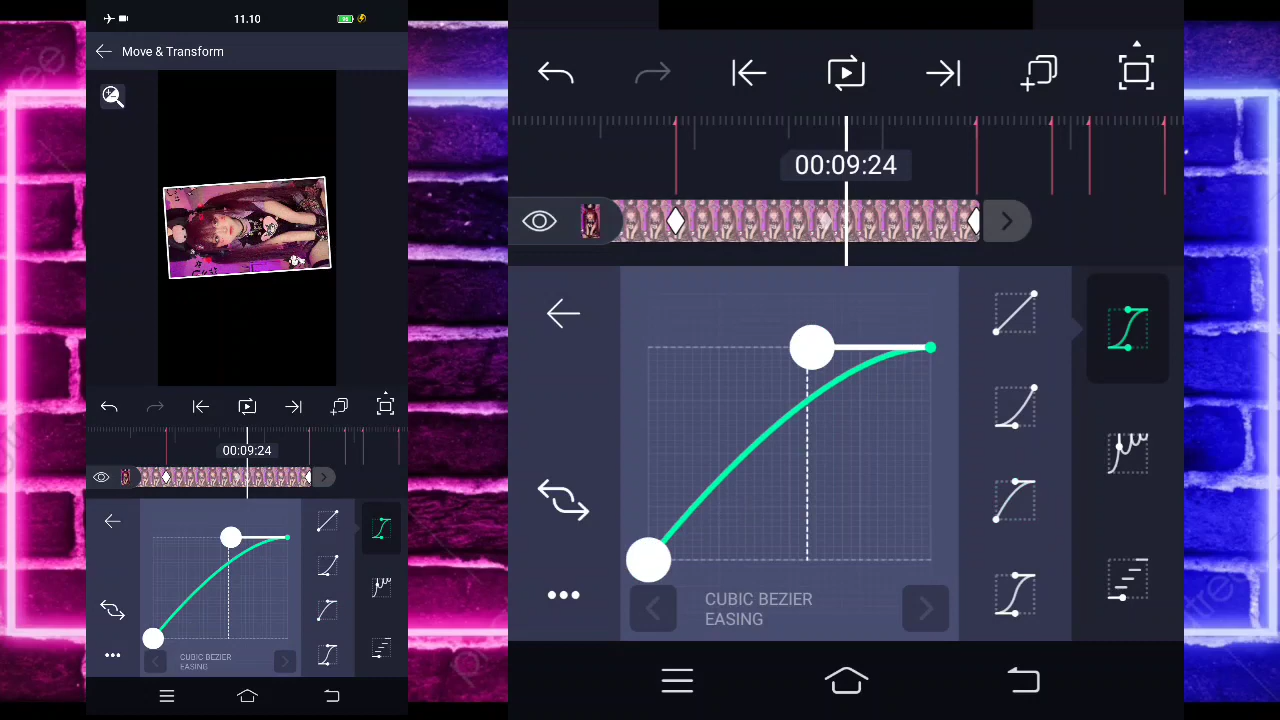 11.10
Move & Transform
00:09:24
CUBIC BEZIER
EASING
00:09:24
CUBIC BEZIER
EASING